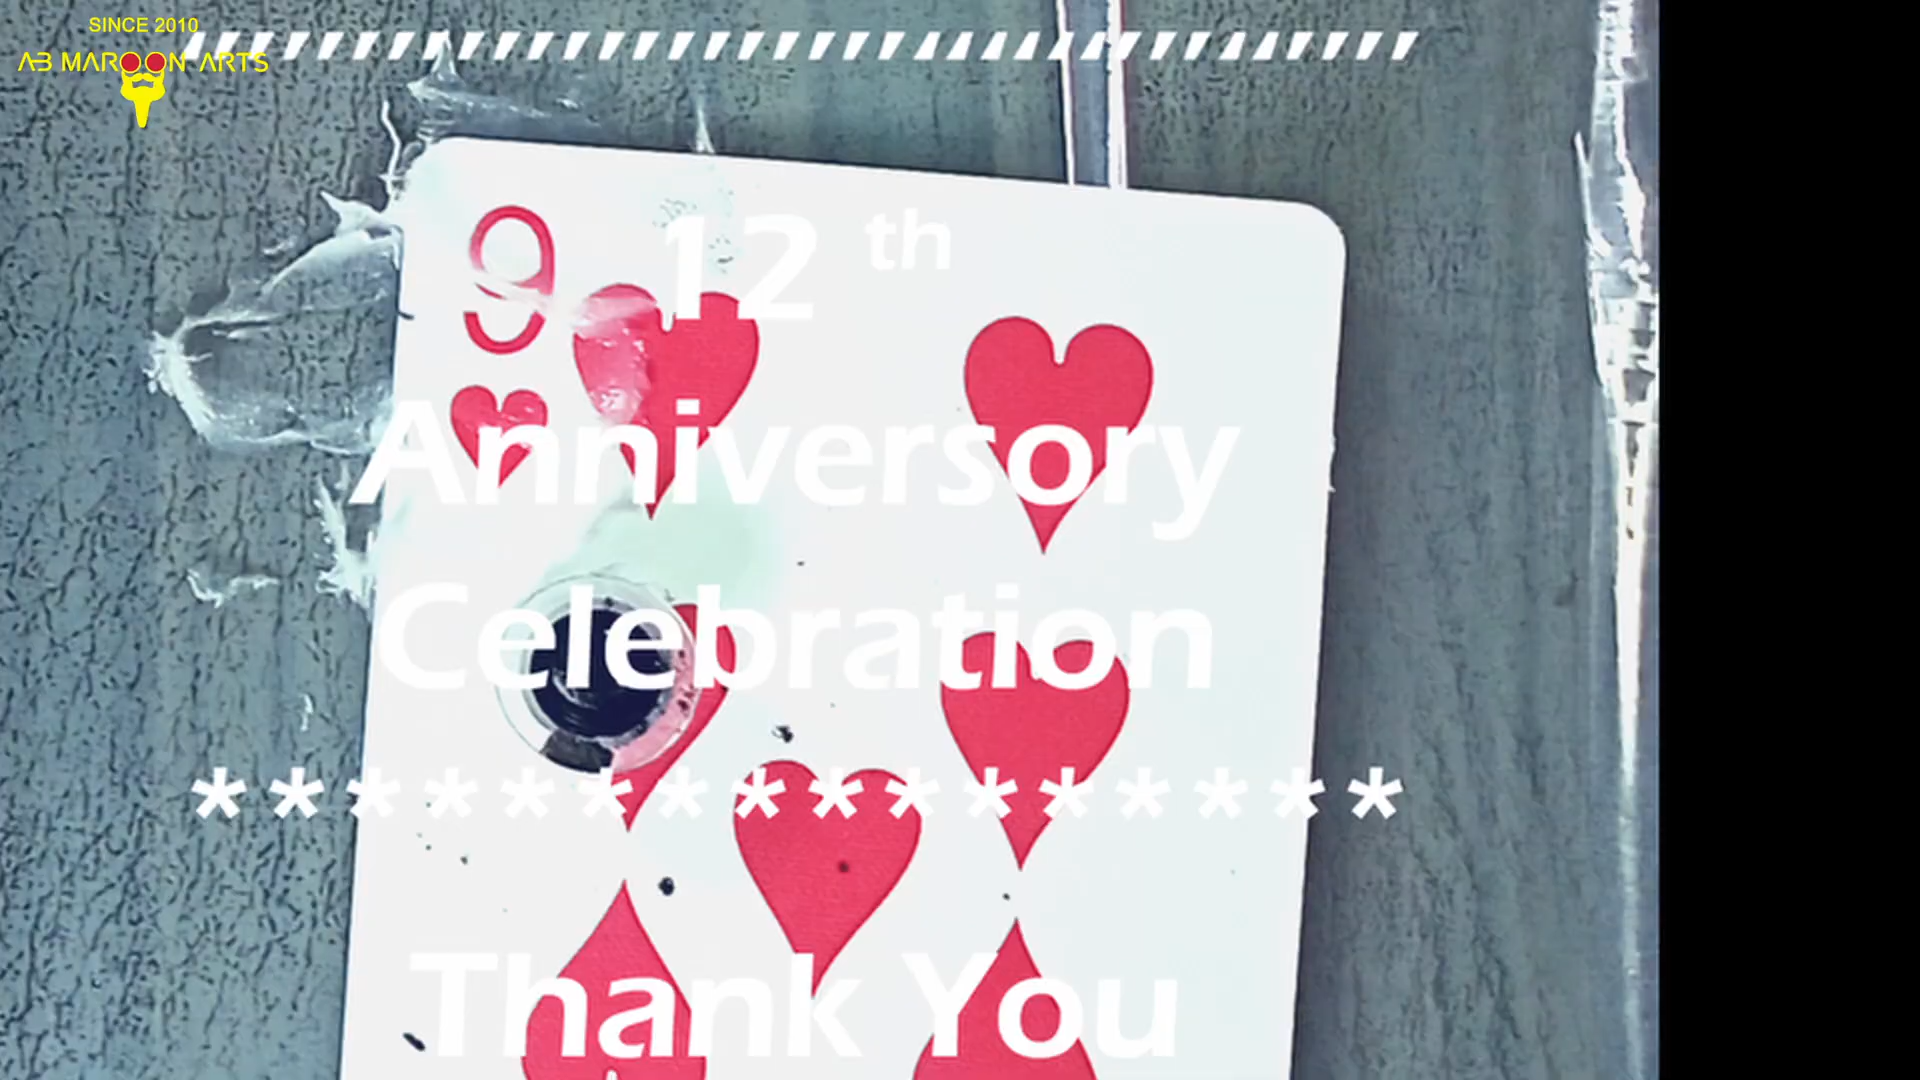 SINCE 2010
AB MAROON ARTS
9
12 th
Anniversory
Celebration
******************
Thank You